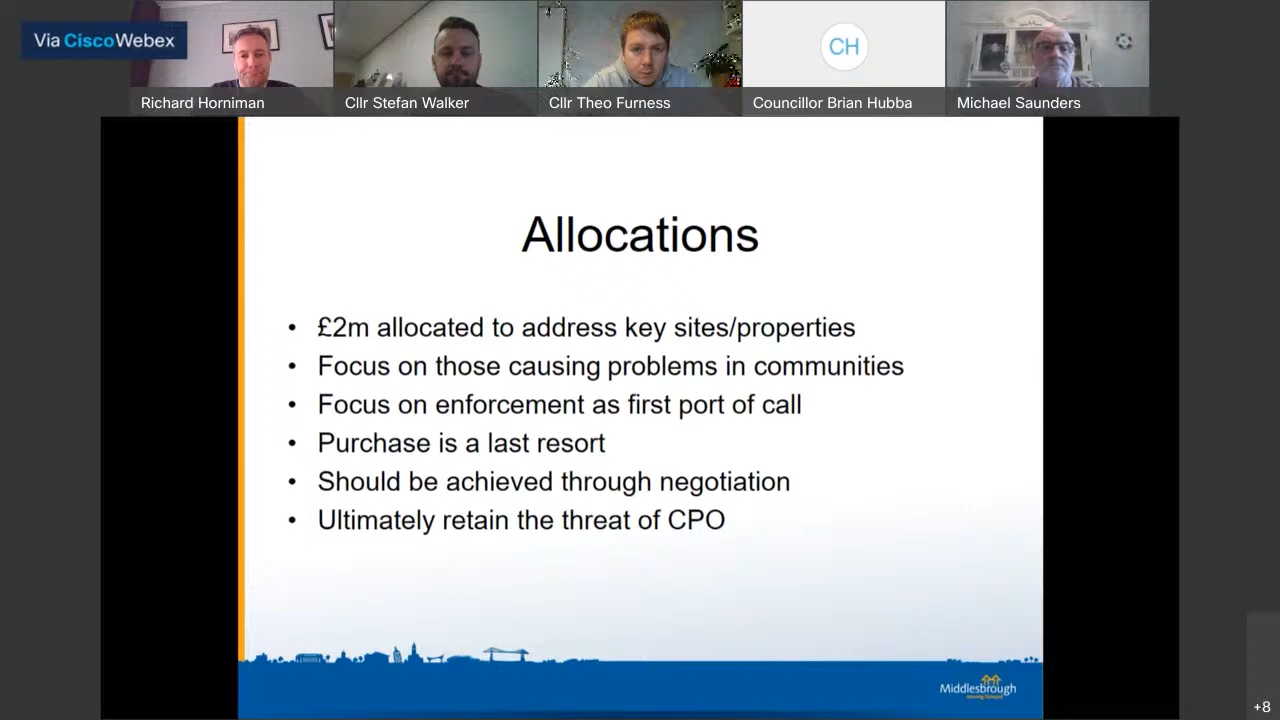 Via CiscoWebex
CH
Richard Horniman
Cllr Stefan Walker
Cllr Theo Furness
Councillor Brian Hubba
Michael Saunders
Allocations
• £2m allocated to address key sites/properties
• Focus on those causing problems in communities
• Focus on enforcement as first port of call
• Purchase is a last resort
• Should be achieved through negotiation
• Ultimately retain the threat of CPO
Middlesbrough
moving forward
+8